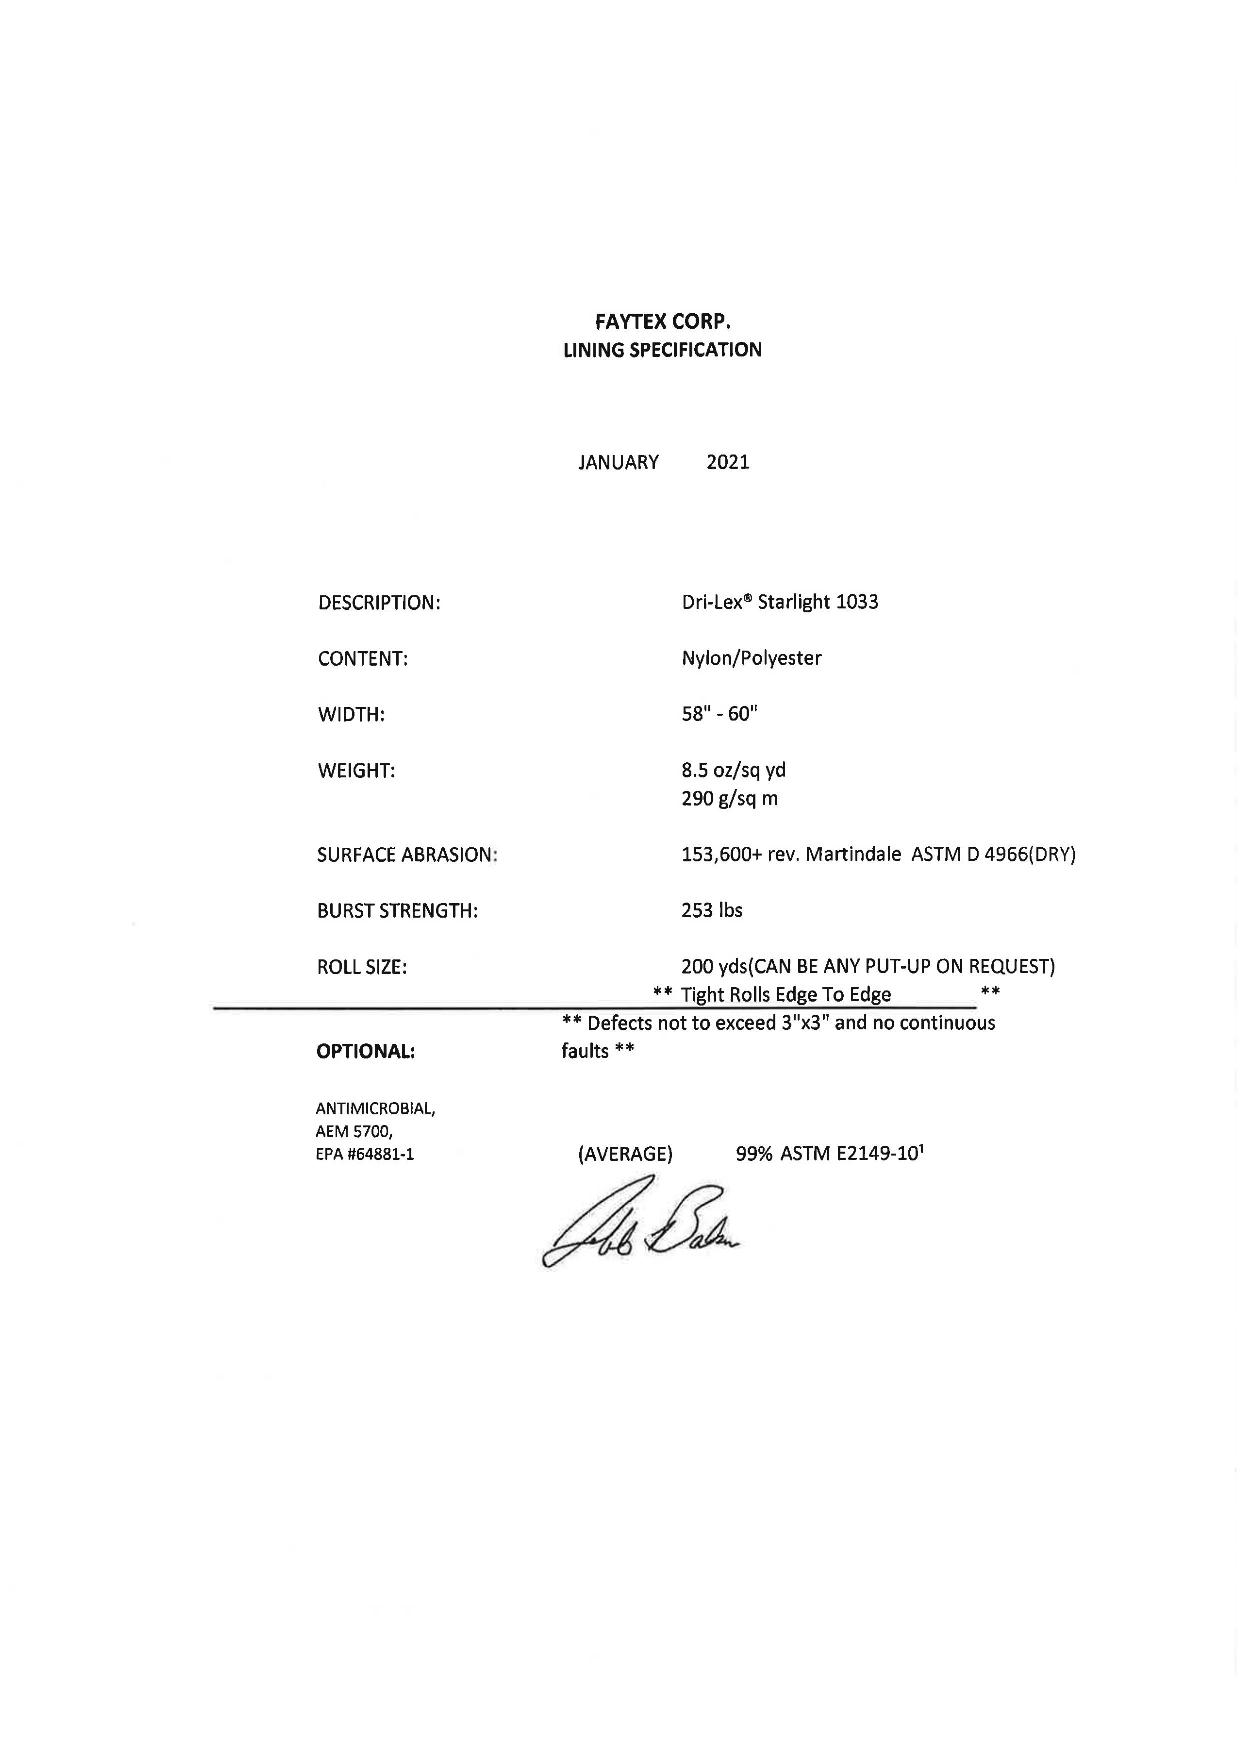 FAYTEX CORP.
LINING SPECIFICATION
JANUARY 2021
DESCRIPTION: Dri-Lex® Starlight 1033
CONTENT: Nylon/Polyester
WIDTH: 58" - 60"
WEIGHT: 8.5 oz/sq yd
290 g/sq m
SURFACE ABRASION: 153,600+ rev. Martindale ASTM D 4966(DRY)
BURST STRENGTH: 253 lbs
ROLL SIZE: 200 yds(CAN BE ANY PUT-UP ON REQUEST)
** Tight Rolls Edge To Edge **
** Defects not to exceed 3"x3" and no continuous
OPTIONAL: faults **
ANTIMICROBIAL,
AEM 5700,
EPA #64881-1 (AVERAGE) 99% ASTM E2149-10¹